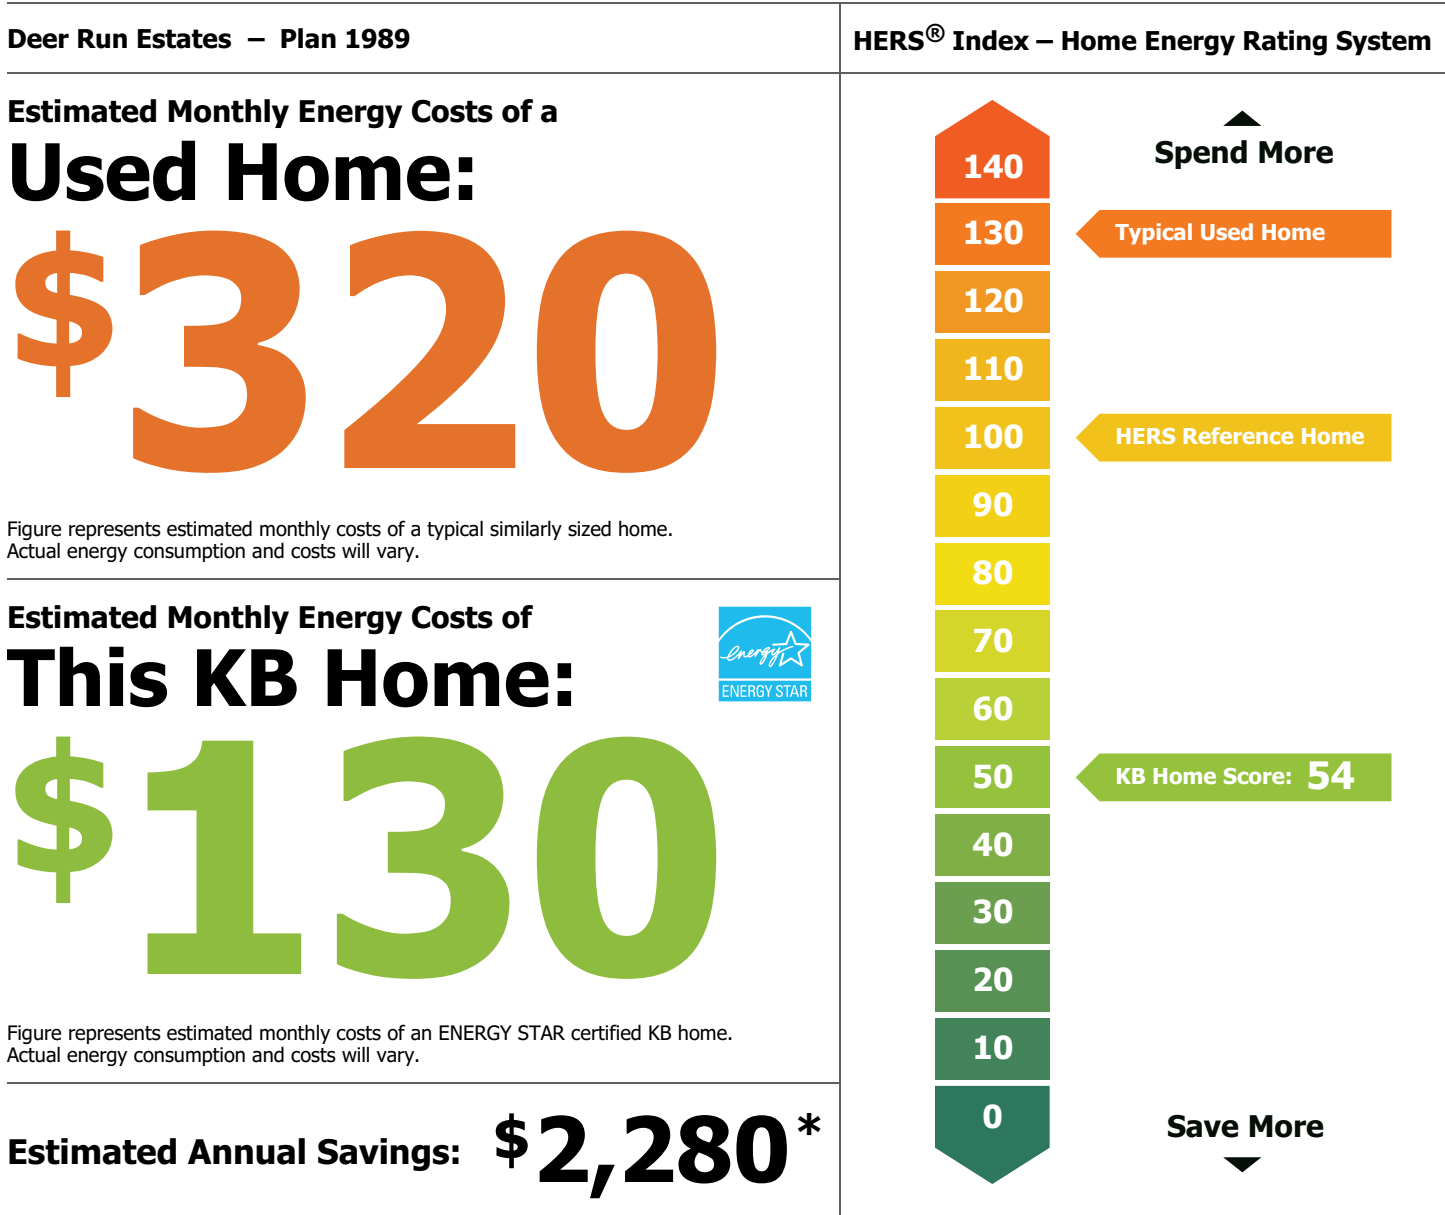 Deer Run Estates – Plan 1989
Estimated Monthly Energy Costs of a
Used Home:
$320
Figure represents estimated monthly costs of a typical similarly sized home.
Actual energy consumption and costs will vary.
Estimated Monthly Energy Costs of
This KB Home:
energy
ENERGY STAR
$130
Figure represents estimated monthly costs of an ENERGY STAR certified KB home.
Actual energy consumption and costs will vary.
Estimated Annual Savings: $2,280*
HERS® Index – Home Energy Rating System
Spend More
140
130 Typical Used Home
120
110
100 HERS Reference Home
90
80
70
60
50 KB Home Score: 54
40
30
20
10
0
Save More